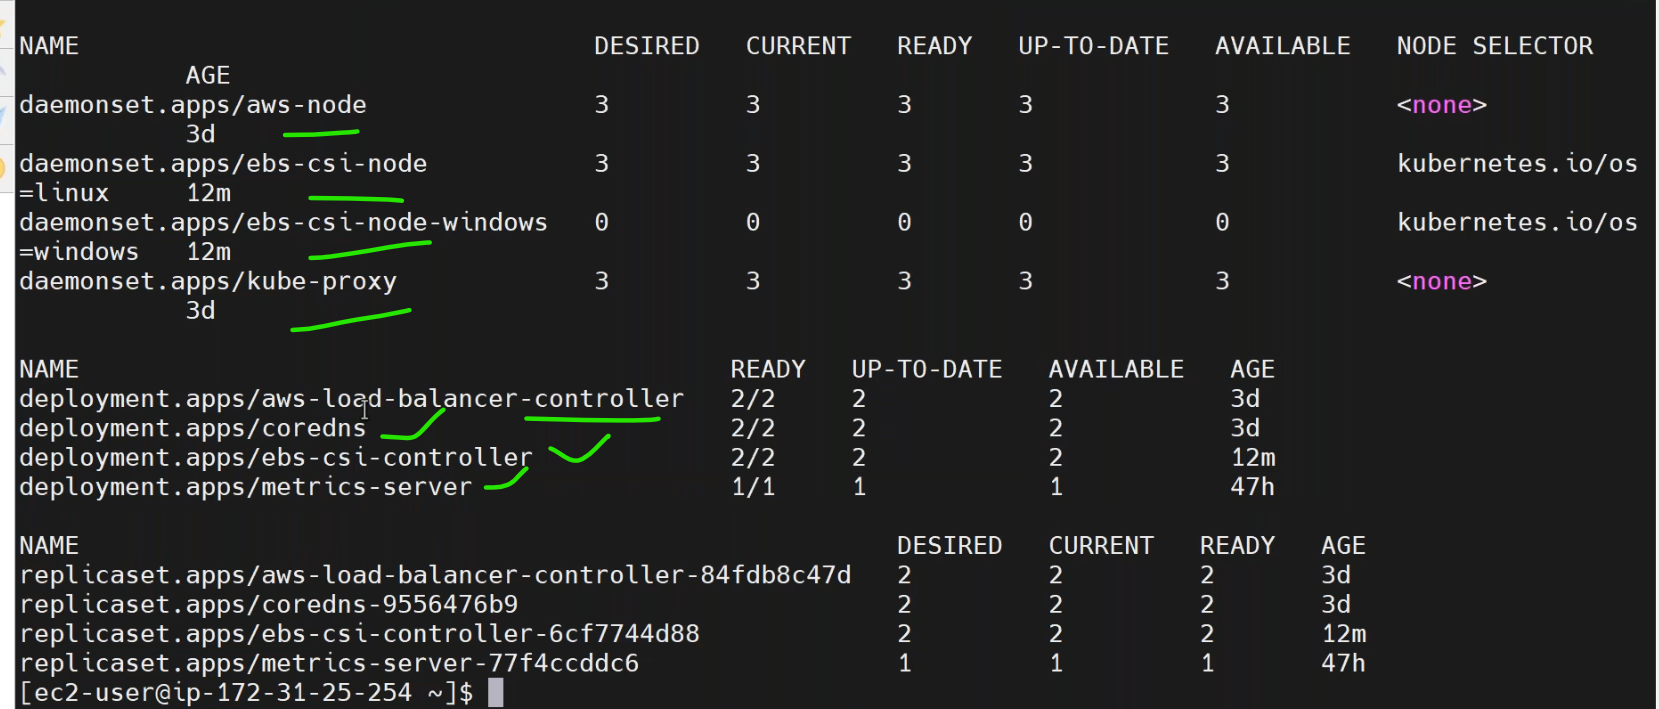 NAME DESIRED CURRENT READY UP-TO-DATE AVAILABLE NODE SELECTOR
AGE
daemonset.apps/aws-node 3 3 3 3 3 <none>
3d
daemonset.apps/ebs-csi-node 3 3 3 3 3 kubernetes.io/os
=linux 12m
daemonset.apps/ebs-csi-node-windows 0 0 0 0 0 kubernetes.io/os
=windows 12m
daemonset.apps/kube-proxy 3 3 3 3 3 <none>
3d
NAME READY UP-TO-DATE AVAILABLE AGE
deployment.apps/aws-load-balancer-controller 2/2 2 2 3d
deployment.apps/coredns 2/2 2 2 3d
deployment.apps/ebs-csi-controller 2/2 2 2 12m
deployment.apps/metrics-server 1/1 1 1 47h
NAME DESIRED CURRENT READY AGE
replicaset.apps/aws-load-balancer-controller-84fdb8c47d 2 2 2 3d
replicaset.apps/coredns-9556476b9 2 2 2 3d
replicaset.apps/ebs-csi-controller-6cf7744d88 2 2 2 12m
replicaset.apps/metrics-server-77f4ccddc6 1 1 1 47h
[ec2-user@ip-172-31-25-254 ~]$